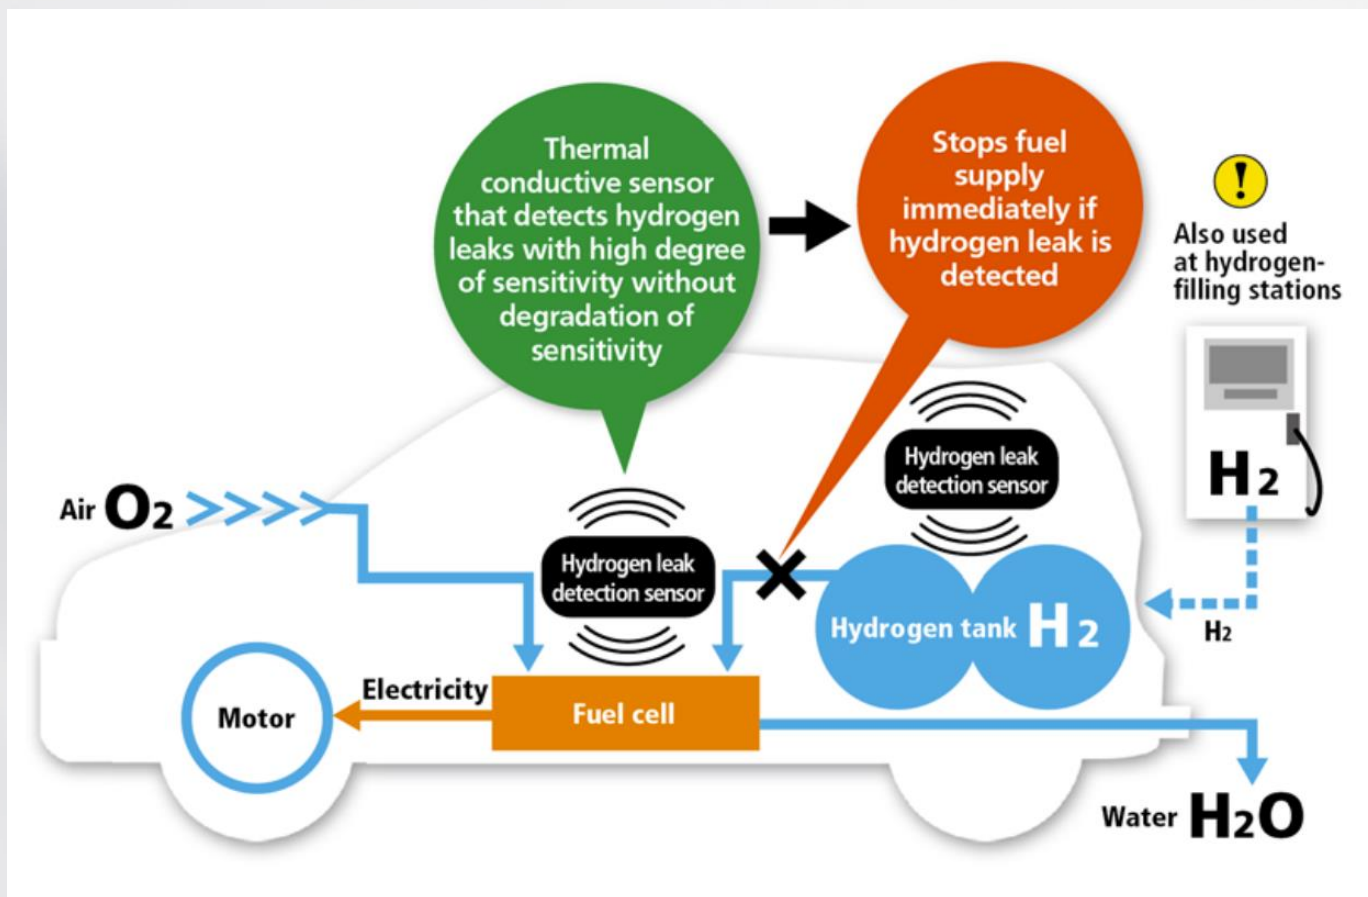 Thermal
conductive sensor
that detects hydrogen
leaks with high degree
of sensitivity without
degradation of
sensitivity
Stops fuel
supply
immediately if
hydrogen leak is
detected
!
Also used
at hydrogen-
filling stations
H2
Hydrogen leak
detection sensor
Air O2
Hydrogen leak
detection sensor
Hydrogen tank H2
H2
Electricity
Motor
Fuel cell
Water H2O